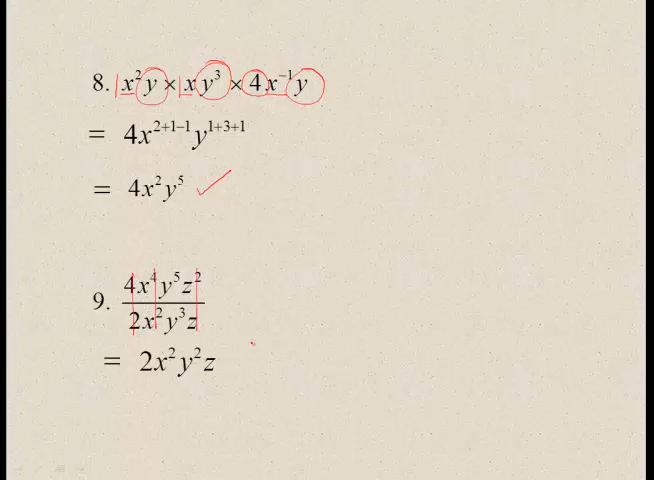 8. x²y × xy³ × 4x⁻¹y
= 4x²⁺¹⁻¹y¹⁺³⁺¹
= 4x²y⁵
9. 4x⁴y⁵z²
2x²y³z
= 2x²y²z